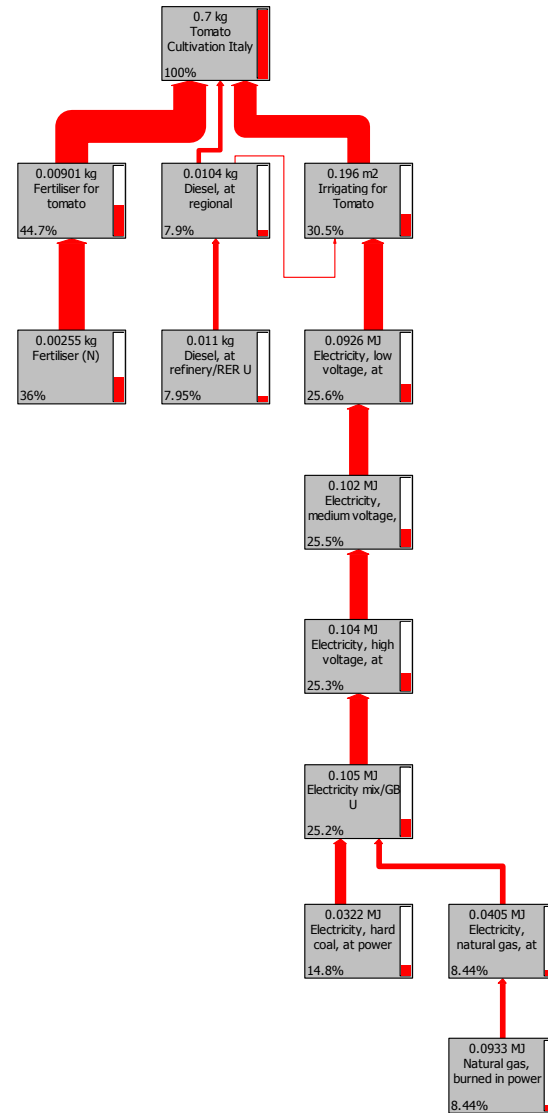 0.7 kg
Tomato
Cultivation Italy
100%
0.00901 kg
Fertiliser for
tomato
44.7%
0.0104 kg
Diesel, at
regional
7.9%
0.196 m2
Irrigating for
Tomato
30.5%
0.00255 kg
Fertiliser (N)
36%
0.011 kg
Diesel, at
refinery/RER U
7.95%
0.0926 MJ
Electricity, low
voltage, at
25.6%
0.102 MJ
Electricity,
medium voltage,
25.5%
0.104 MJ
Electricity, high
voltage, at
25.3%
0.105 MJ
Electricity mix/GB
U
25.2%
0.0322 MJ
Electricity, hard
coal, at power
14.8%
0.0405 MJ
Electricity,
natural gas, at
8.44%
0.0933 MJ
Natural gas,
burned in power
8.44%